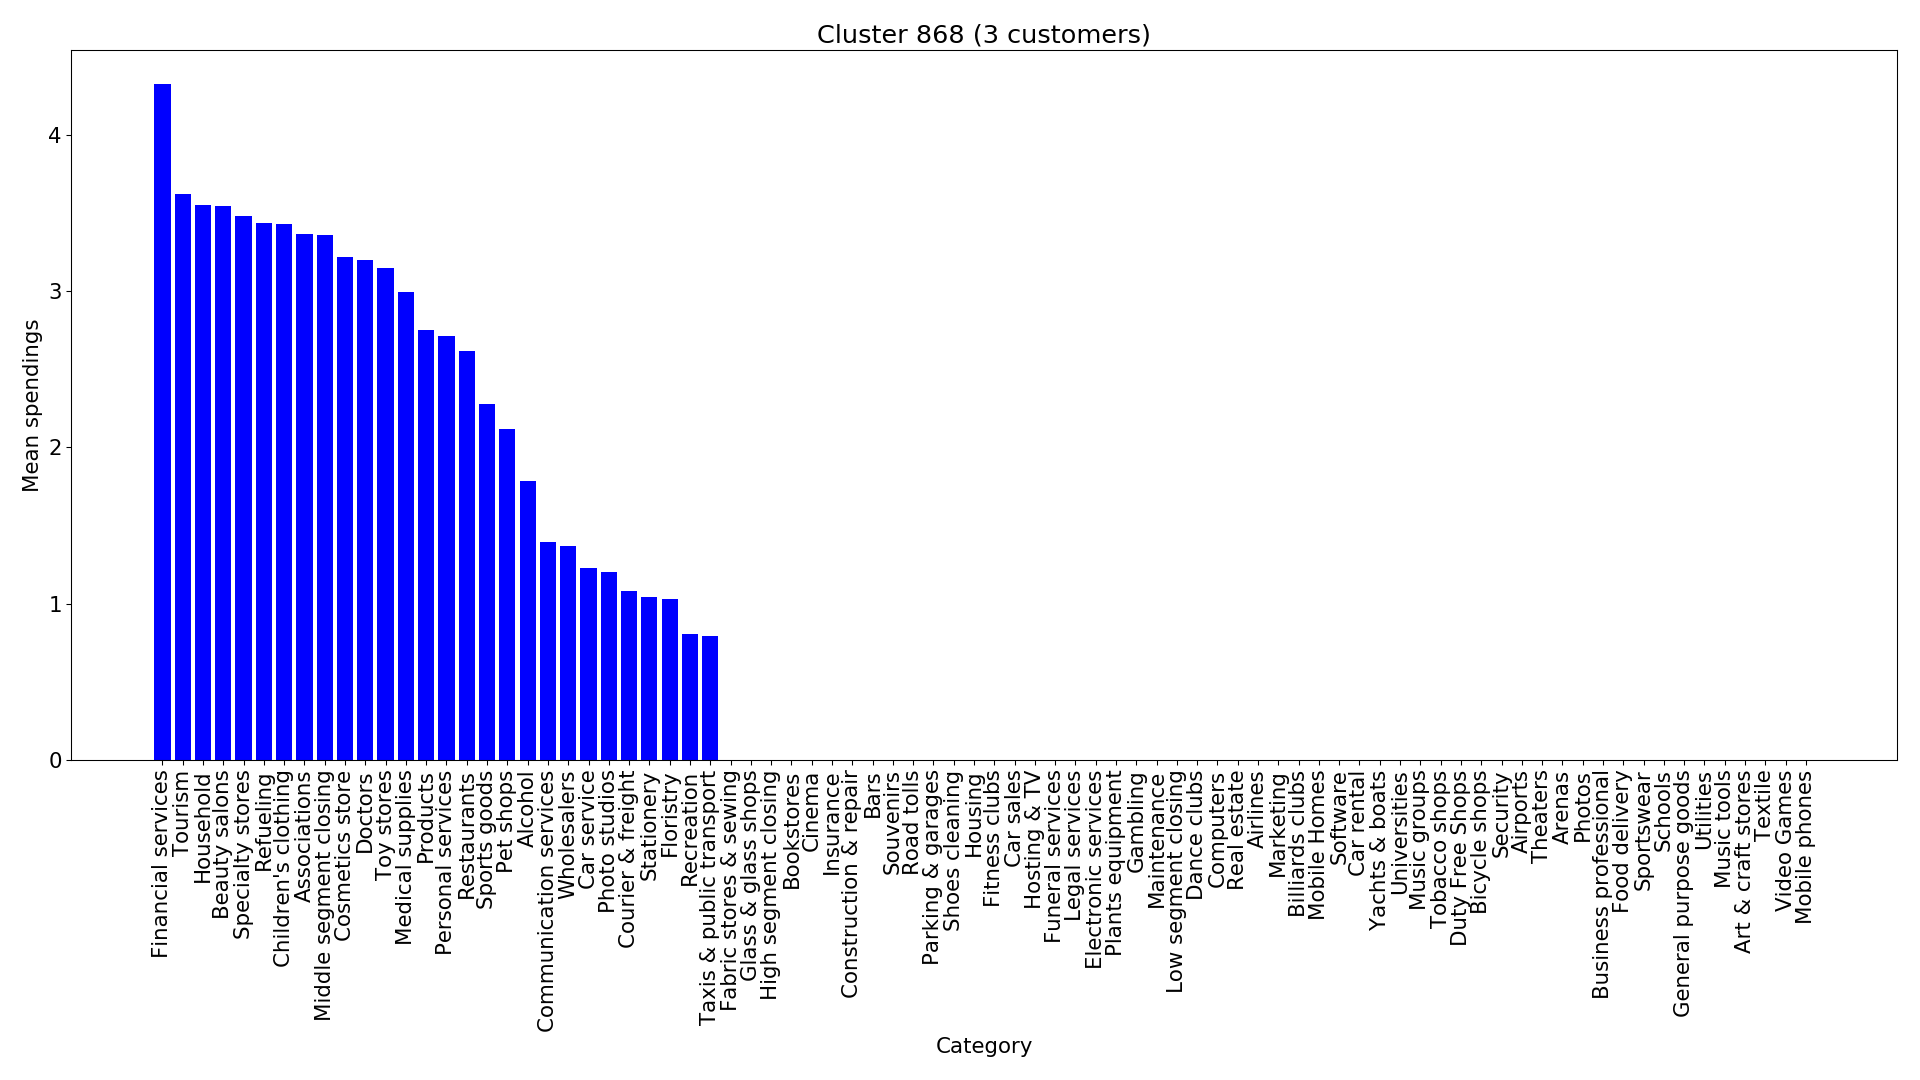 Cluster 868 (3 customers)
Mean spendings
4
3
2
1
0
Financial services
Tourism
Household
Beauty salons
Specialty stores
Refueling
Children's clothing
Associations
Middle segment closing
Cosmetics store
Doctors
Toy stores
Medical supplies
Products
Personal services
Restaurants
Sports goods
Pet shops
Alcohol
Communication services
Wholesalers
Car service
Photo studios
Courier & freight
Stationery
Floristry
Recreation
Taxis & public transport
Fabric stores & sewing
Glass & glass shops
High segment closing
Bookstores
Cinema
Insurance
Construction & repair
Bars
Souvenirs
Road tolls
Parking & garages
Shoes cleaning
Housing
Fitness clubs
Car sales
Hosting & TV
Funeral services
Legal services
Electronic services
Plants equipment
Gambling
Maintenance
Low segment closing
Dance clubs
Computers
Real estate
Airlines
Marketing
Billiards clubs
Mobile Homes
Software
Car rental
Yachts & boats
Universities
Music groups
Tobacco shops
Duty Free Shops
Bicycle shops
Security
Airports
Theaters
Arenas
Photos
Business professional
Food delivery
Sportswear
Schools
General purpose goods
Utilities
Music tools
Art & craft stores
Textile
Video Games
Mobile phones
Category